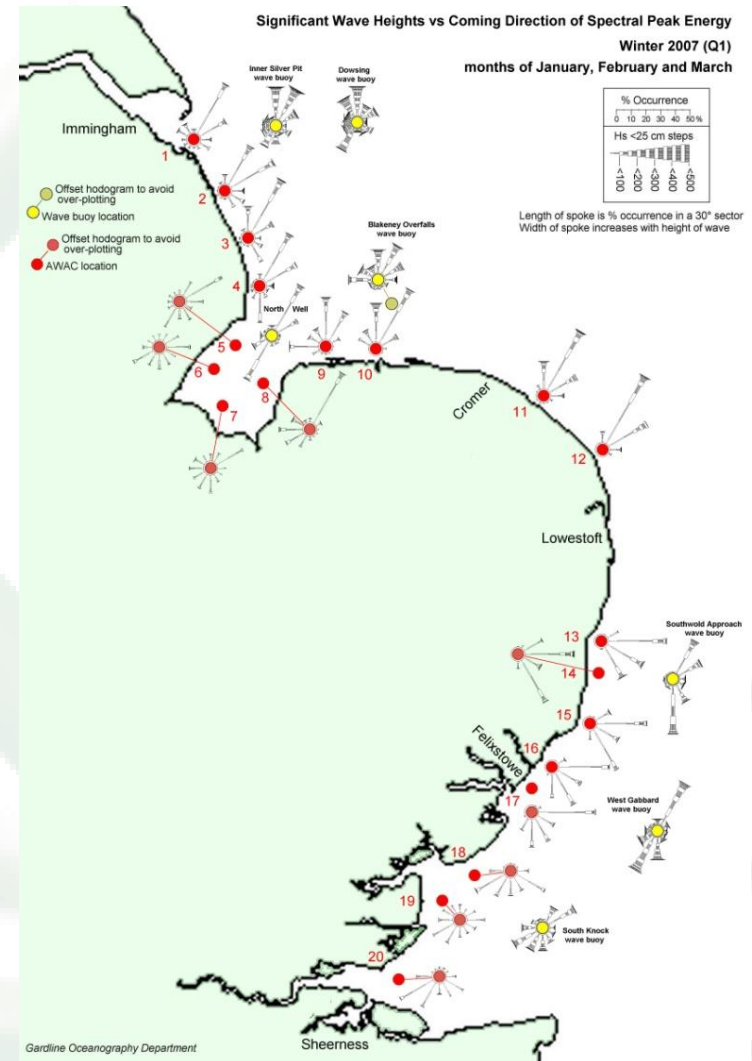 Significant Wave Heights vs Coming Direction of Spectral Peak Energy
Winter 2007 (Q1)
months of January, February and March
Inner Silver Pit
wave buoy
Dowsing
wave buoy
% Occurrence
0 10 20 30 40 50%
Hs <25 cm steps
<100
<200
<300
<400
<500
Length of spoke is % occurrence in a 30° sector
Width of spoke increases with height of wave
Immingham
1
Offset hodogram to avoid
over-plotting
Wave buoy location
2
Offset hodogram to avoid
over-plotting
AWAC location
3
Blakeney Overfalls
wave buoy
4
North Well
5
6
7
8
9
10
Cromer
11
12
Lowestoft
13
Southwold Approach
wave buoy
14
15
Felixstowe
16
17
West Gabbard
wave buoy
18
19
South Knock
wave buoy
20
Sheerness
Gardline Oceanography Department